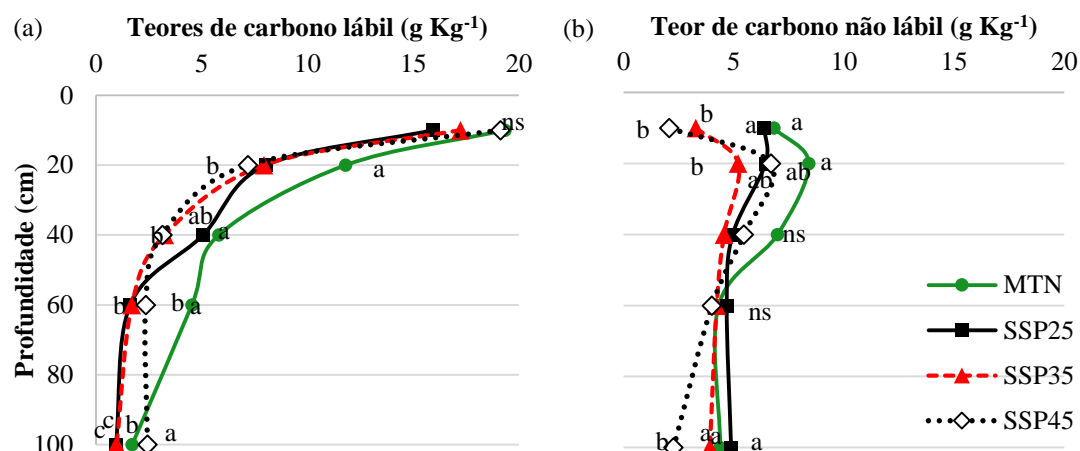 (a) Teores de carbono lábil (g Kg-1)
0 5 10 15 20
Profundidade (cm)
0
20
40
60
80
100
ns
b a
ab
b a
b b a
c c b a
(b) Teor de carbono não lábil (g Kg-1)
0 5 10 15 20
b b a a
b ab ab a
ns
ns
b a a a
MTN
SSP25
SSP35
SSP45